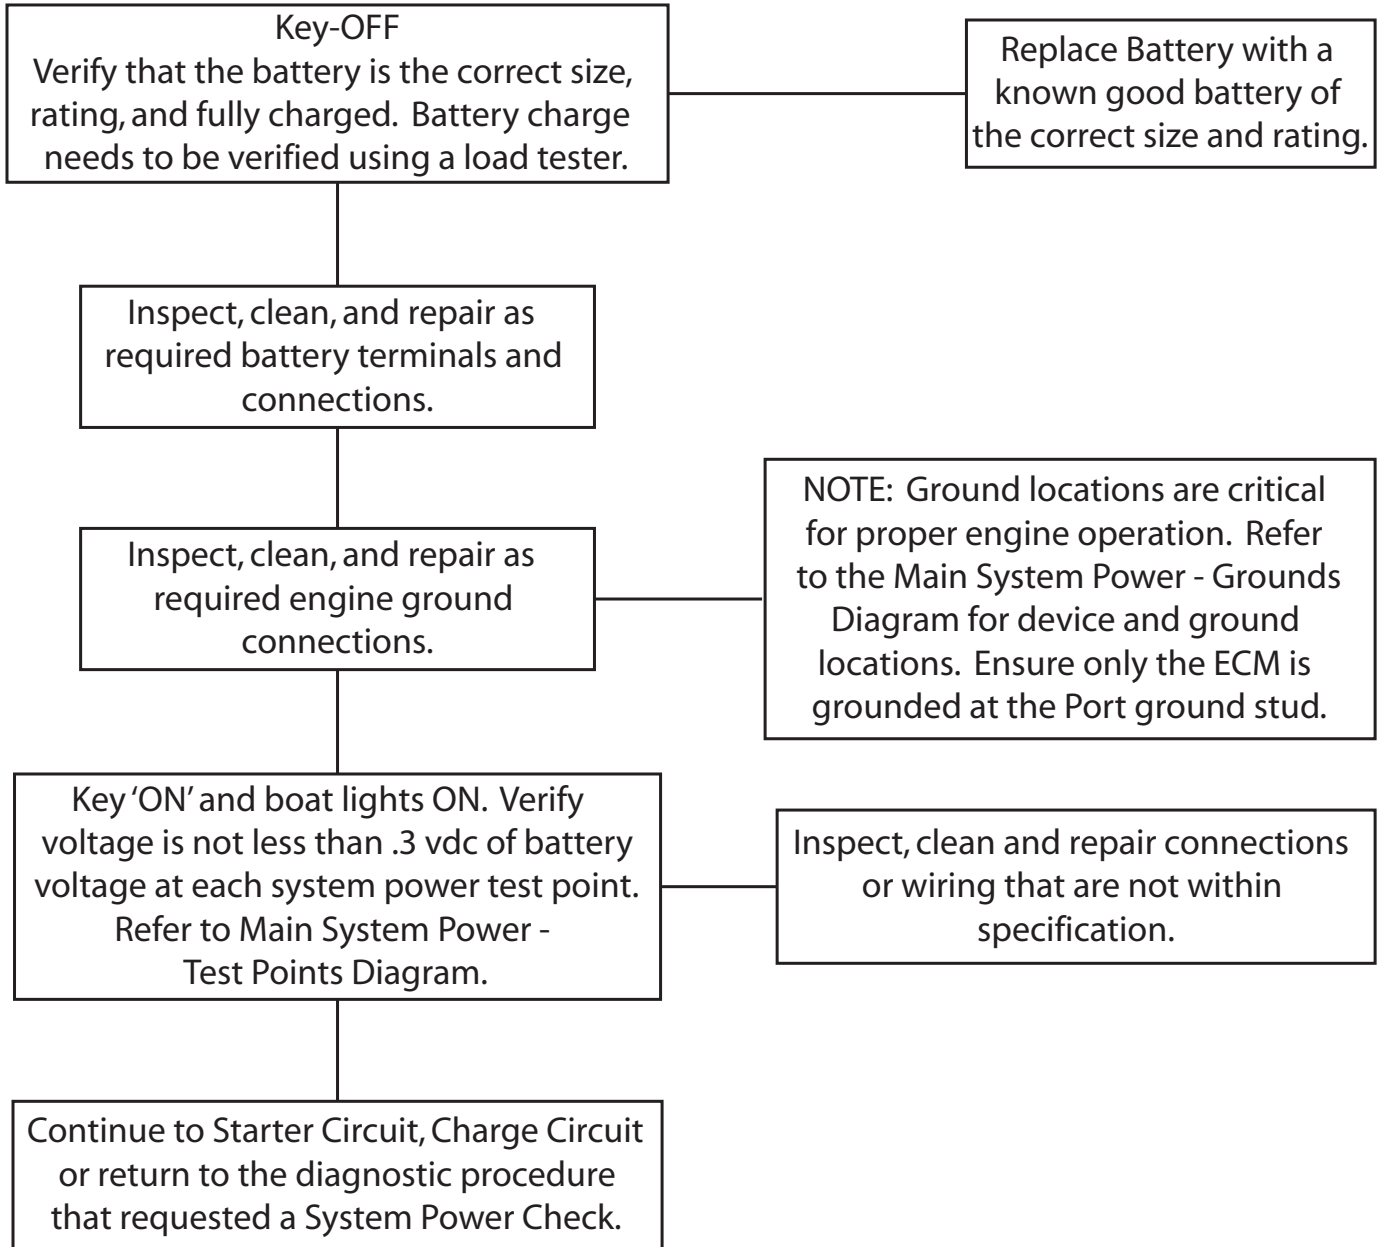 Key-OFF
Verify that the battery is the correct size,
rating, and fully charged.  Battery charge
needs to be verified using a load tester.
Replace Battery with a
known good battery of
the correct size and rating.
Inspect, clean, and repair as
required battery terminals and
connections.
Inspect, clean, and repair as
required engine ground
connections.
NOTE:  Ground locations are critical
for proper engine operation.  Refer
to the Main System Power - Grounds
Diagram for device and ground
locations.  Ensure only the ECM is
grounded at the Port ground stud.
Key ‘ON’ and boat lights ON.  Verify
voltage is not less than .3 vdc of battery
voltage at each system power test point.
Refer to Main System Power -
Test Points Diagram.
Inspect, clean and repair connections
or wiring that are not within
specification.
Continue to Starter Circuit, Charge Circuit
or return to the diagnostic procedure
that requested a System Power Check.